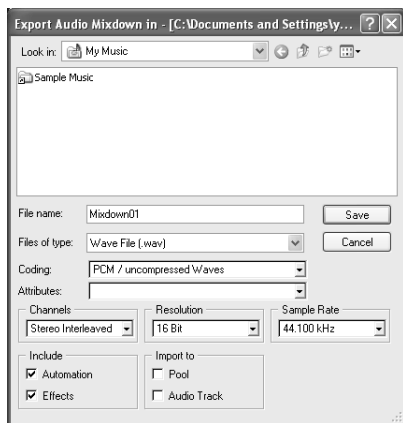 Export Audio Mixdown in - [C:\Documents and Settings\y...
Look in: My Music
Sample Music
File name: Mixdown01 Save
Files of type: Wave File (.wav) Cancel
Coding: PCM / uncompressed Waves
Attributes:
Channels Resolution Sample Rate
Stereo Interleaved 16 Bit 44.100 kHz
Include Import to
Automation Pool
Effects Audio Track